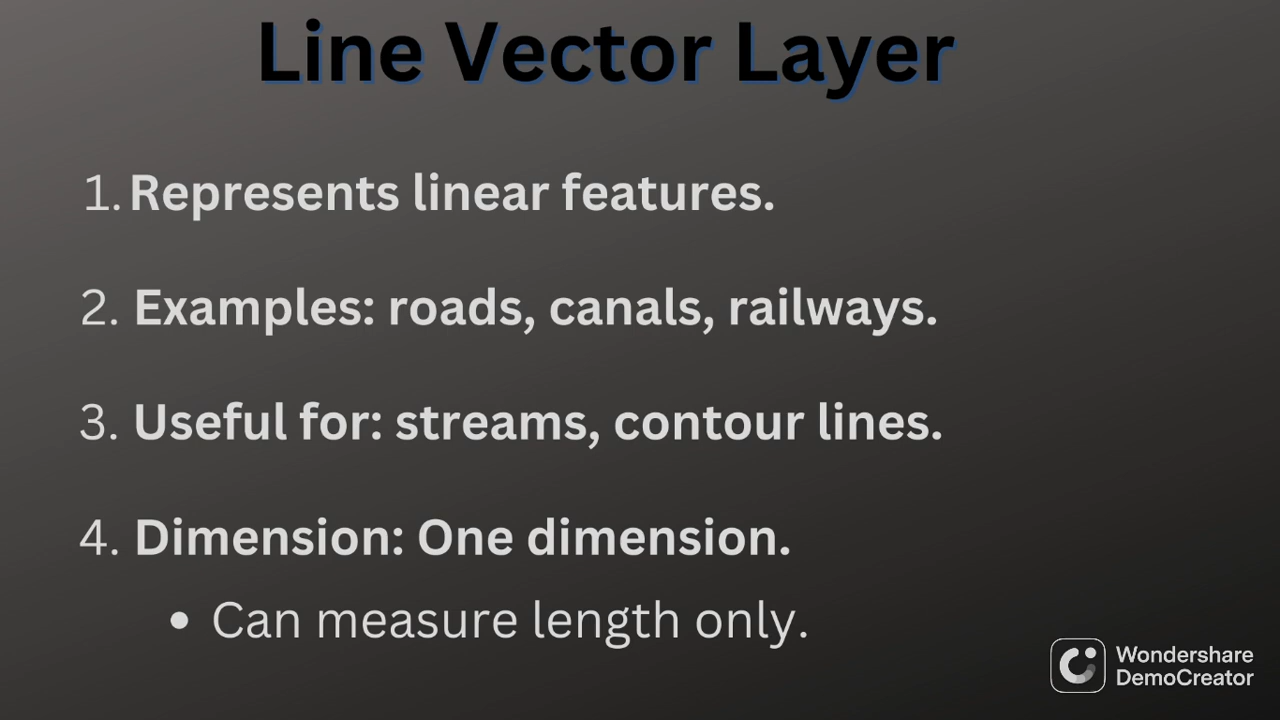 Line Vector Layer
1. Represents linear features.
2. Examples: roads, canals, railways.
3. Useful for: streams, contour lines.
4. Dimension: One dimension.
• Can measure length only.
Wondershare
DemoCreator